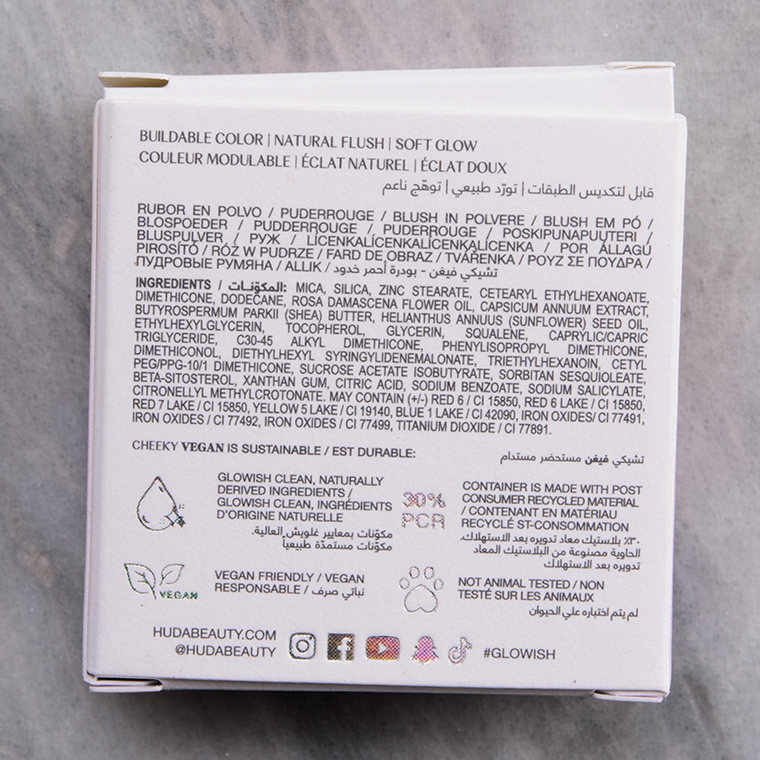 BUILDABLE COLOR | NATURAL FLUSH | SOFT GLOW
COULEUR MODULABLE | ÉCLAT NATUREL | ÉCLAT DOUX
قابل لتكديس الطبقات | تورّد طبيعي | توهّج ناعم
RUBOR EN POLVO / PUDERROUGE / BLUSH IN POLVERE / BLUSH EM PÓ /
BLOSPOEDER / PUDDERROUGE / PUDERROUGE / POSKIPUNAPUUTERI /
BLUSPULVER / РУЖ / LÍCENKALÍCENKALÍCENKALÍCENKA / POR ÁLLAGÚ
PIROSÍTÓ / RÓŻ W PUDRZE / FARD DE OBRAZ / TVÁŘENKA / ΡΟΥΖ ΣΕ ΠΟΥΔΡΑ /
ПУДРОВЫЕ РУМЯНА / ALLIK / تشيكي فيغن - بودرة أحمر خدود
INGREDIENTS / المكوّنات: MICA, SILICA, ZINC STEARATE, CETEARYL ETHYLHEXANOATE,
DIMETHICONE, DODECANE, ROSA DAMASCENA FLOWER OIL, CAPSICUM ANNUUM EXTRACT,
BUTYROSPERMUM PARKII (SHEA) BUTTER, HELIANTHUS ANNUUS (SUNFLOWER) SEED OIL,
ETHYLHEXYLGLYCERIN, TOCOPHEROL, GLYCERIN, SQUALENE, CAPRYLIC/CAPRIC
TRIGLYCERIDE, C30-45 ALKYL DIMETHICONE, PHENYLISOPROPYL DIMETHICONE,
DIMETHICONOL, DIETHYLHEXYL SYRINGYLIDENEMALONATE, TRIETHYLHEXANOIN, CETYL
PEG/PPG-10/1 DIMETHICONE, SUCROSE ACETATE ISOBUTYRATE, SORBITAN SESQUIOLEATE,
BETA-SITOSTEROL, XANTHAN GUM, CITRIC ACID, SODIUM BENZOATE, SODIUM SALICYLATE,
CITRONELLYL METHYLCROTONATE. MAY CONTAIN (+/-) RED 6 / CI 15850, RED 6 LAKE / CI 15850,
RED 7 LAKE / CI 15850, YELLOW 5 LAKE / CI 19140, BLUE 1 LAKE / CI 42090, IRON OXIDES/ CI 77491,
IRON OXIDES / CI 77492, IRON OXIDES / CI 77499, TITANIUM DIOXIDE / CI 77891.
CHEEKY VEGAN IS SUSTAINABLE / EST DURABLE:
تشيكي فيغن مستحضر مستدام
GLOWISH CLEAN, NATURALLY
DERIVED INGREDIENTS /
GLOWISH CLEAN, INGRÉDIENTS
D'ORIGINE NATURELLE
مكوّنات بمعايير غلويش العالية.
مكوّنات مستمدّة طبيعياً
30%
PCR
CONTAINER IS MADE WITH POST
CONSUMER RECYCLED MATERIAL
/ CONTENANT EN MATÉRIAU
RECYCLÉ ST-CONSOMMATION
٣٠٪ بلاستيك معاد تدويره بعد الاستهلاك.
الحاوية مصنوعة من البلاستيك المعاد
تدويره بعد الاستهلاك
VEGAN
VEGAN FRIENDLY / VEGAN
RESPONSABLE / نباتي صرف
NOT ANIMAL TESTED / NON
TESTÉ SUR LES ANIMAUX
لم يتم اختباره علي الحيوان
HUDABEAUTY.COM
@HUDABEAUTY
#GLOWISH